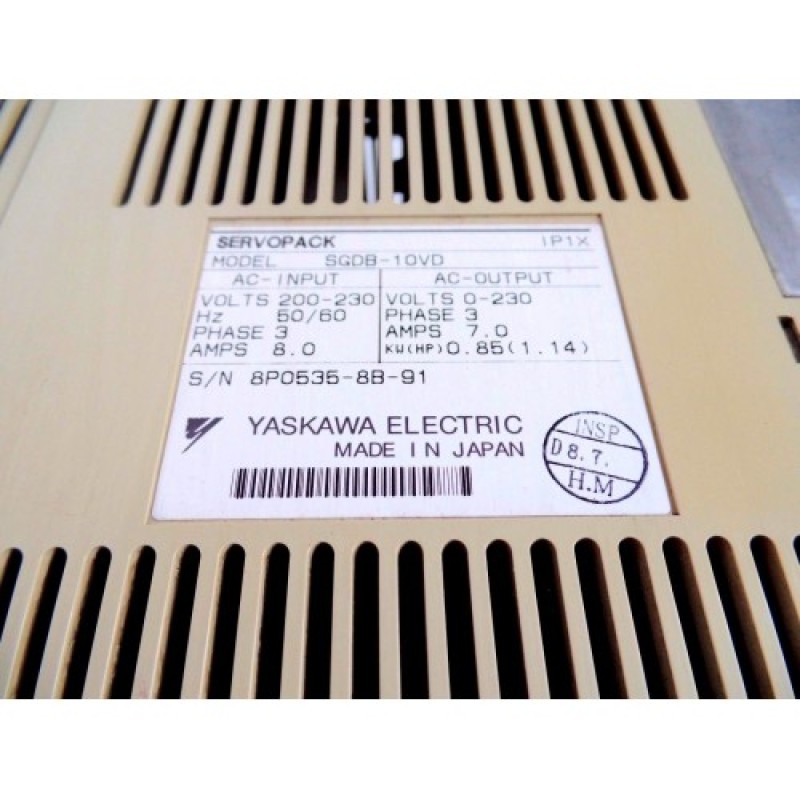 SERVOPACK IP1X
MODEL SGDB-10VD
AC-INPUT AC-OUTPUT
VOLTS 200-230 VOLTS 0-230
Hz 50/60 PHASE 3
PHASE 3 AMPS 7.0
AMPS 8.0 KW(HP) 0.85(1.14)
S/N 8P0535-8B-91
YASKAWA ELECTRIC
MADE IN JAPAN
INSP
D8.7.
H.M